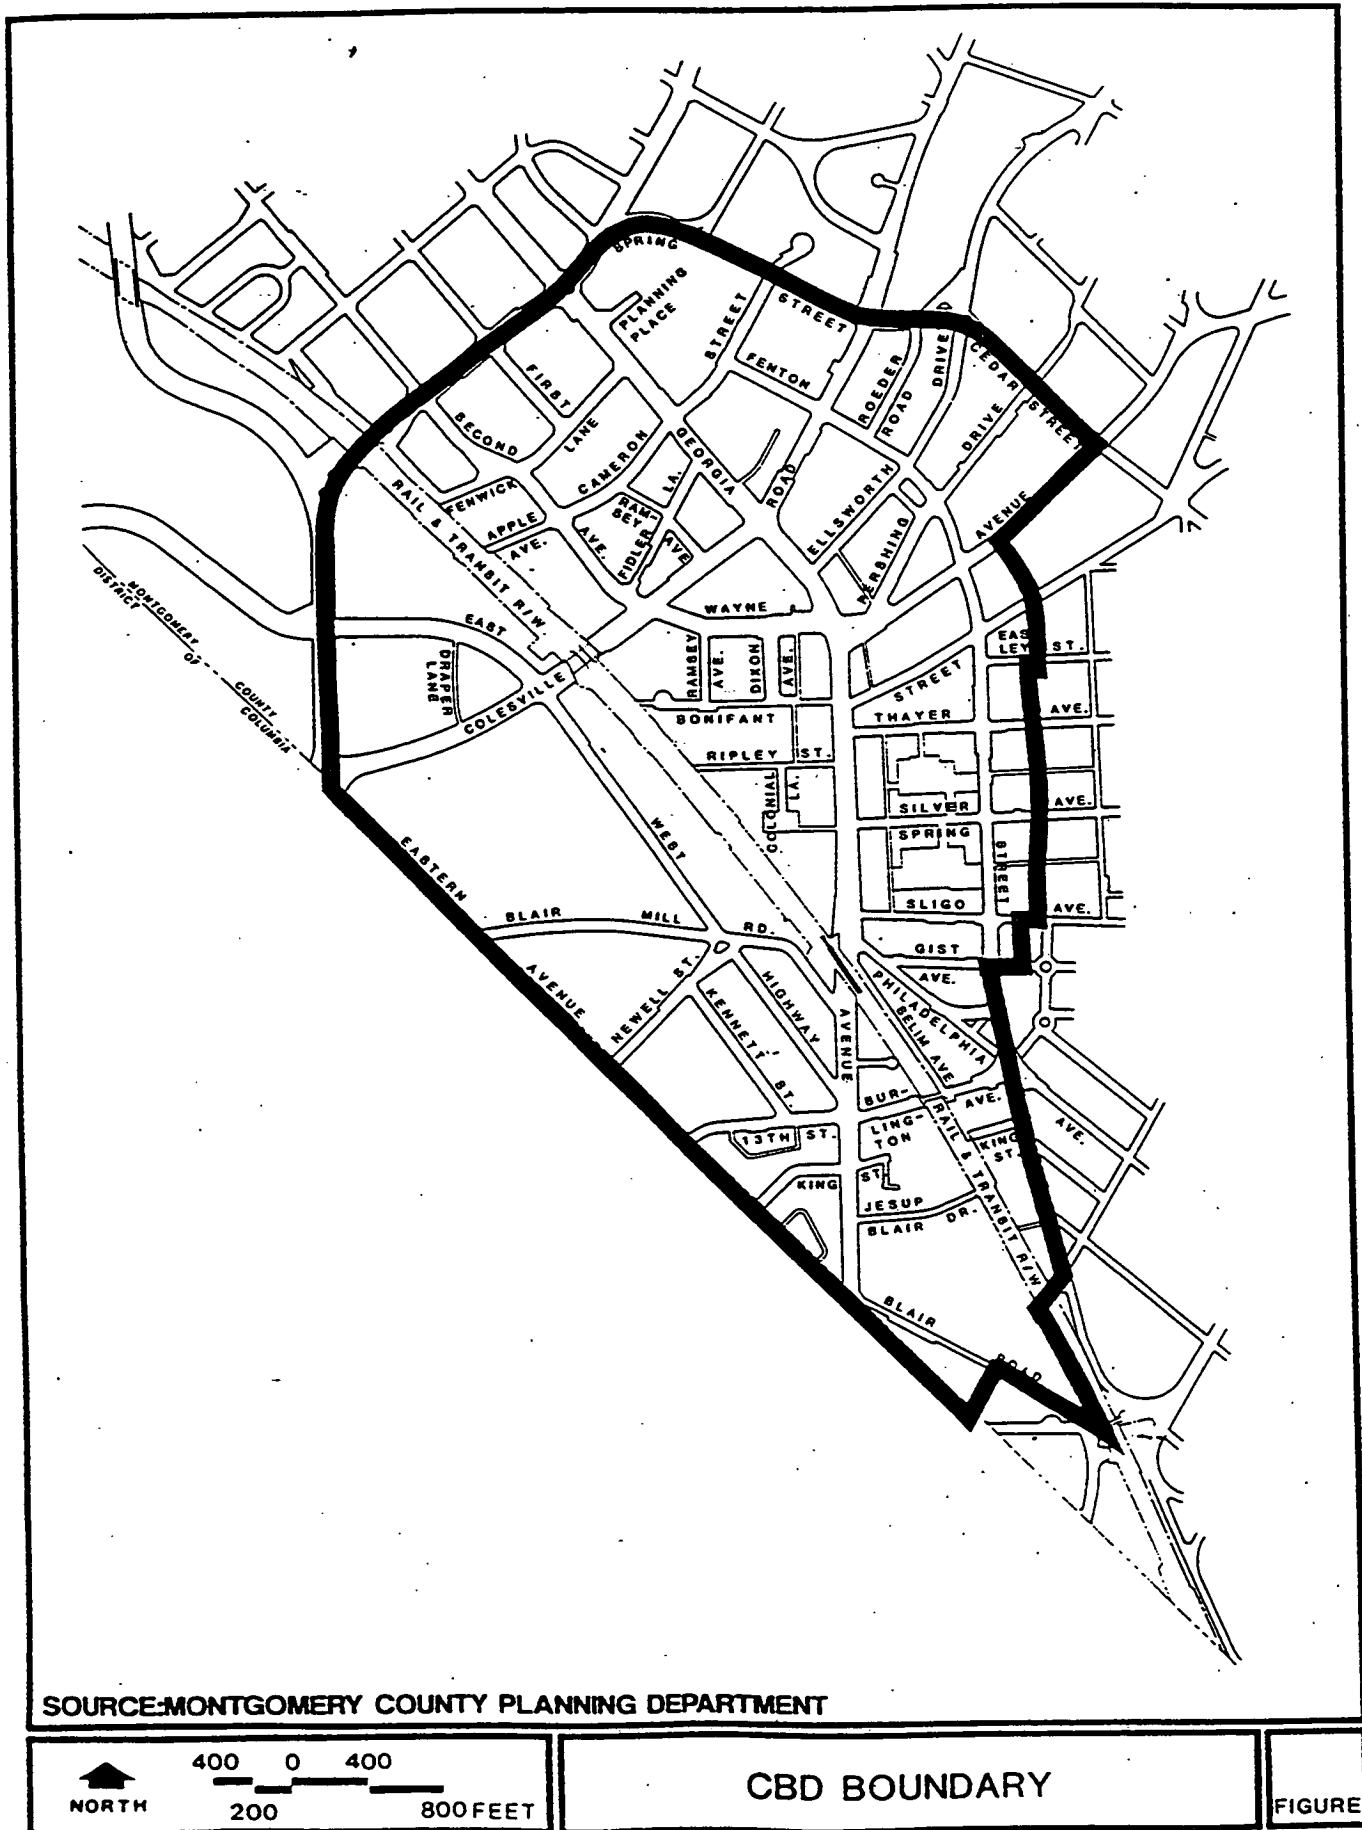 SPRING
PLANNING
PLACE
STREET
STREET
FENTON
ROEDER
ROAD
DRIVE
CEDAR
STREET
DRIVE
FIRST
SECOND
LANE
CAMERON
GEORGIA
LA.
ROAD
ELLSWORTH
PERSHING
AVENUE
RAIL & TRANSIT R/W
FENWICK
APPLE
AVE.
AVE.
RAM-
SEY
FIDLER
AVE
WAYNE
MONTGOMERY COUNTY
DISTRICT OF COLUMBIA
EAST
DRAPER
LANE
COLESVILLE
RAMSEY
AVE.
DIXON
AVE.
EAS
LEY ST.
STREET
BONIFANT
THAYER
AVE.
RIPLEY ST.
COLONIAL
LA.
SILVER
SPRING
AVE.
STREET
SLIGO
AVE.
WEST
EASTERN
BLAIR MILL RD.
GIST
AVE.
AVENUE
NEWELL ST.
KENNETT ST.
HIGHWAY
AVENUE
PHILADELPHIA
SELIM AVE
BUR-
LING-
TON
AVE.
AVE.
13TH ST.
KING
ST.
RAIL & TRANSIT R/W
KING
ST.
JESUP
BLAIR DR.
BLAIR
ROAD
SOURCE:MONTGOMERY COUNTY PLANNING DEPARTMENT
NORTH
400 0 400
200 800 FEET
CBD BOUNDARY
FIGURE